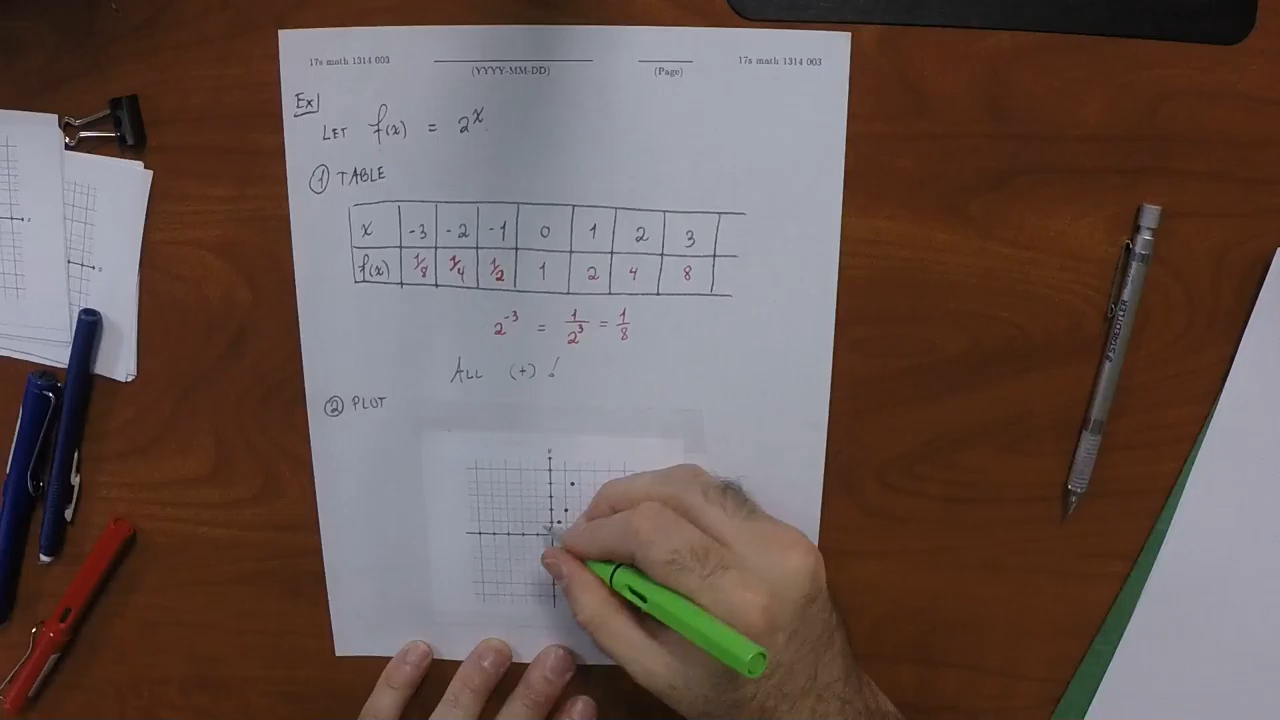 17s math 1314 003 (YYYY-MM-DD) (Page) 17s math 1314 003
Ex
LET f(x) = 2^x
① TABLE
x -3 -2 -1 0 1 2 3
f(x) 1/8 1/4 1/2 1 2 4 8
2^-3 = 1/2^3 = 1/8
ALL (+) !
② PLOT
STAEDTLER